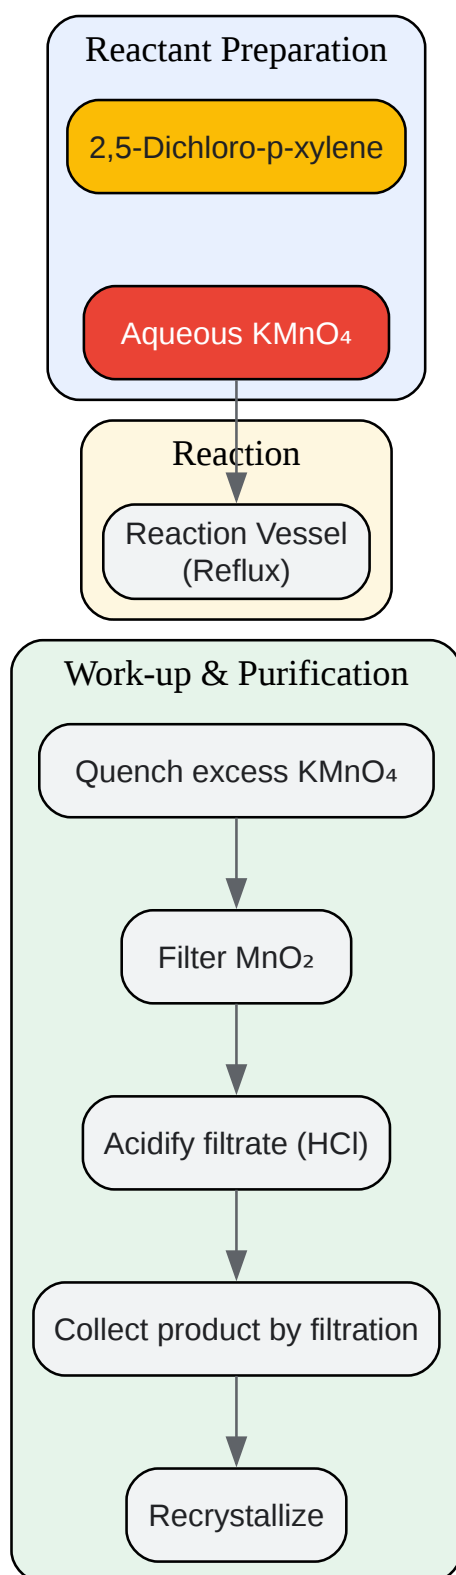 Reactant Preparation
2,5-Dichloro-p-xylene
Aqueous KMnO₄
Reaction
Reaction Vessel
(Reflux)
Work-up & Purification
Quench excess KMnO₄
Filter MnO₂
Acidify filtrate (HCl)
Collect product by filtration
Recrystallize